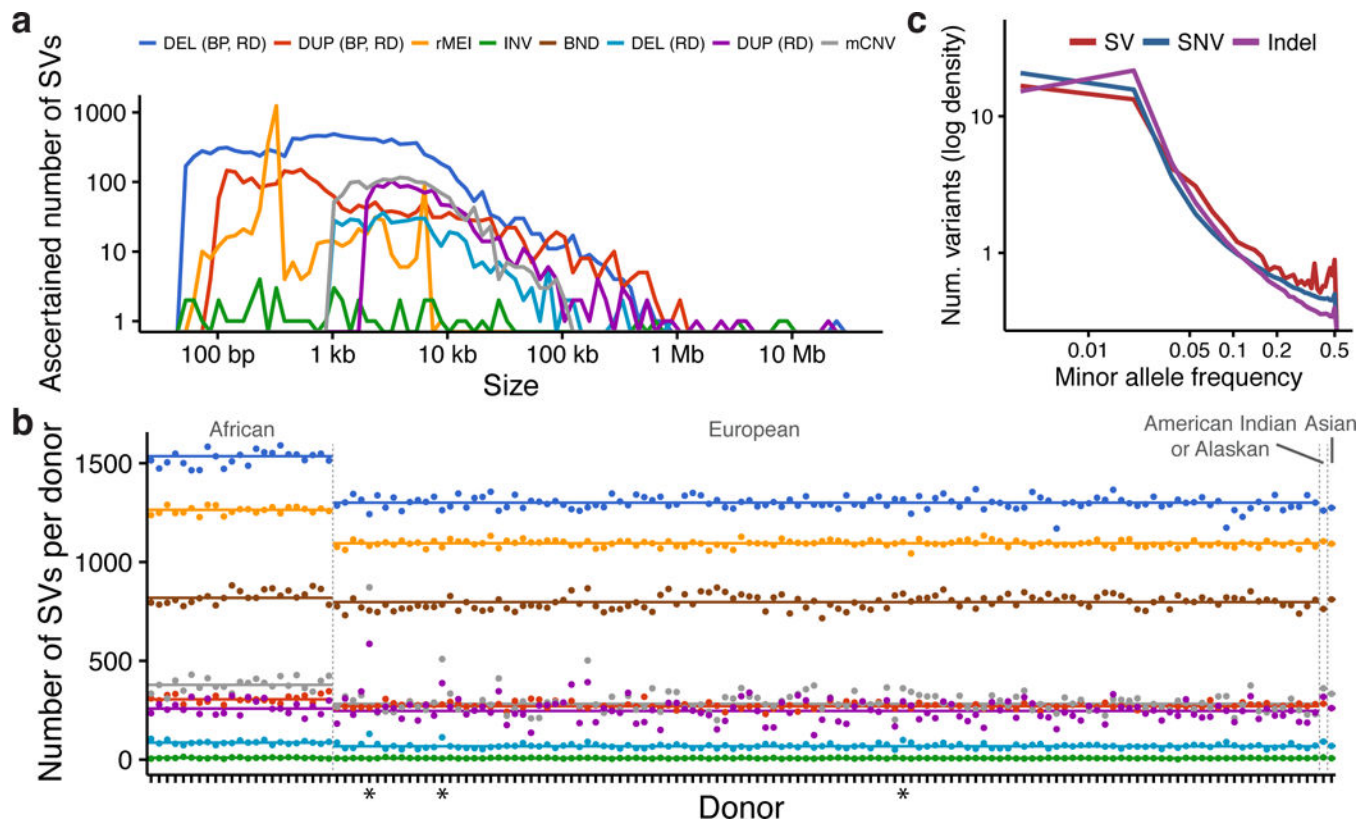 a
DEL (BP, RD) DUP (BP, RD) rMEI INV BND DEL (RD) DUP (RD) mCNV
Ascertained number of SVs
1000
100
10
1
100 bp 1 kb 10 kb 100 kb 1 Mb 10 Mb
Size
c
SV SNV Indel
Num. variants (log density)
10
1
0.01 0.05 0.1 0.2 0.5
Minor allele frequency
b
African European American Indian Asian
or Alaskan
Number of SVs per donor
1500
1000
500
0
* * *
Donor